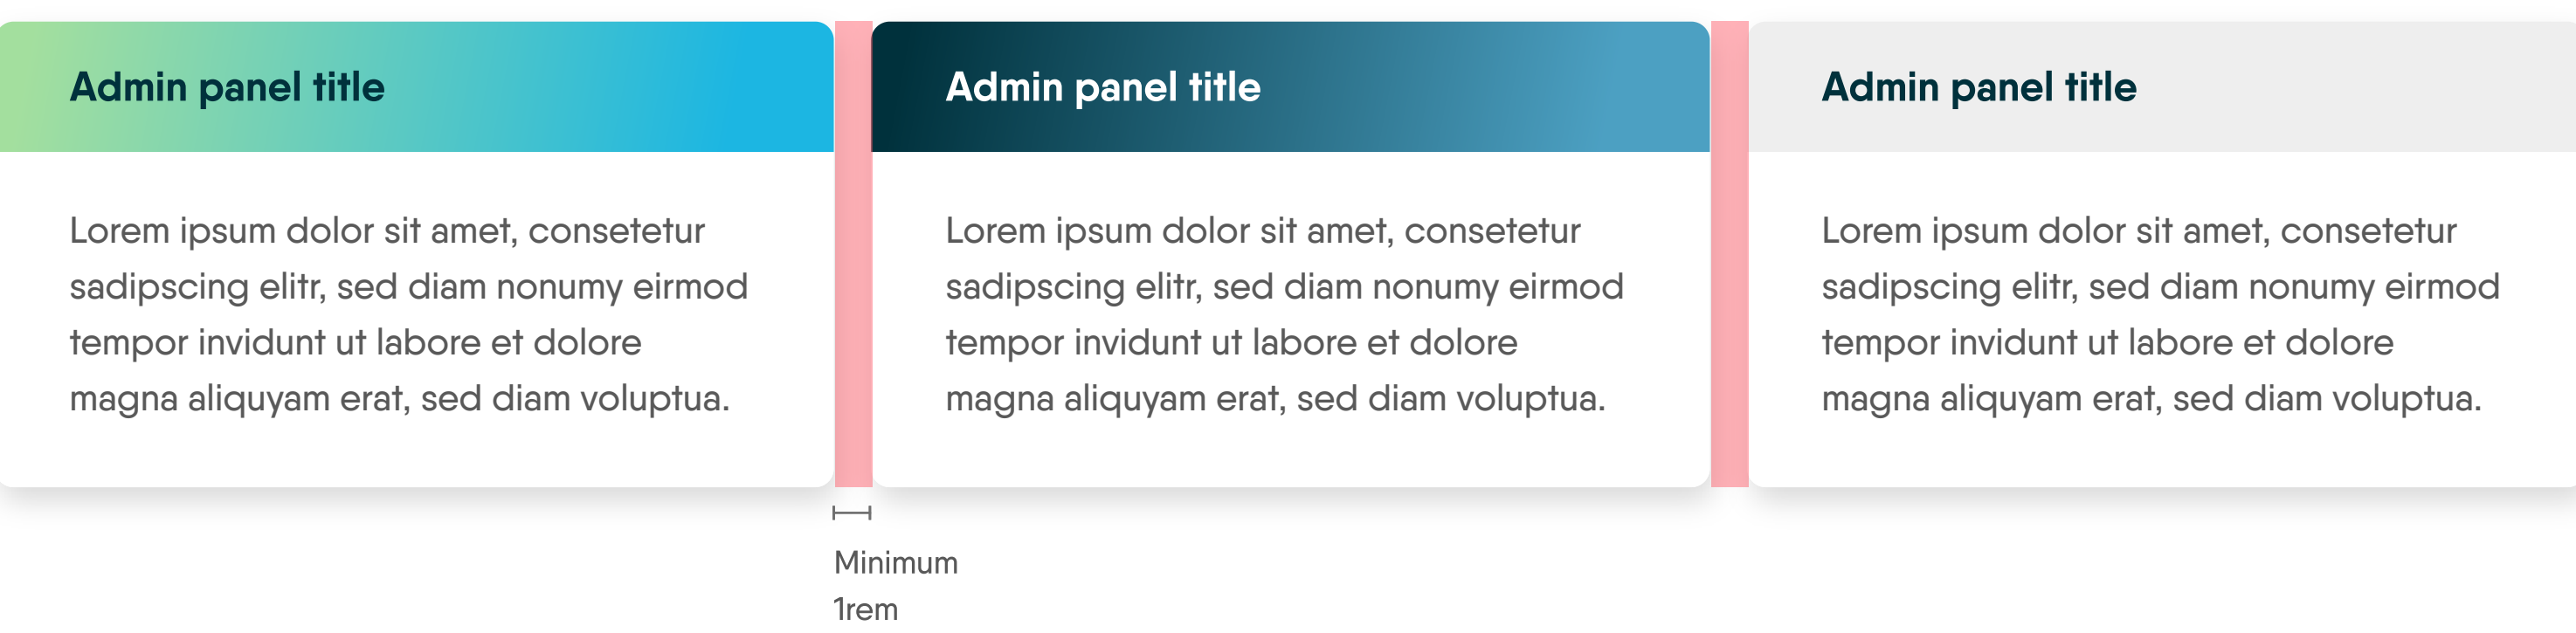 Admin panel title
Lorem ipsum dolor sit amet, consetetur
sadipscing elitr, sed diam nonumy eirmod
tempor invidunt ut labore et dolore
magna aliquyam erat, sed diam voluptua.
Admin panel title
Lorem ipsum dolor sit amet, consetetur
sadipscing elitr, sed diam nonumy eirmod
tempor invidunt ut labore et dolore
magna aliquyam erat, sed diam voluptua.
Admin panel title
Lorem ipsum dolor sit amet, consetetur
sadipscing elitr, sed diam nonumy eirmod
tempor invidunt ut labore et dolore
magna aliquyam erat, sed diam voluptua.
Minimum
1rem